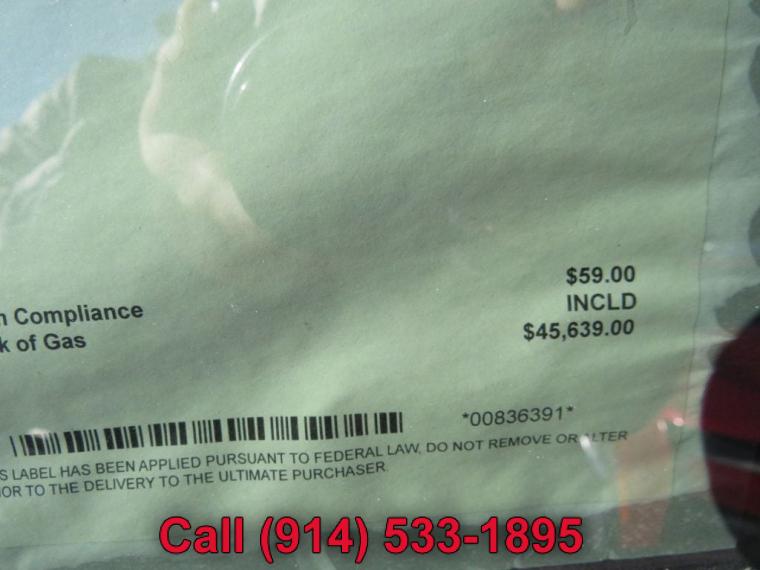 $59.00
n Compliance INCLD
k of Gas $45,639.00
*00836391*
S LABEL HAS BEEN APPLIED PURSUANT TO FEDERAL LAW, DO NOT REMOVE OR ALTER
IOR TO THE DELIVERY TO THE ULTIMATE PURCHASER.
Call (914) 533-1895